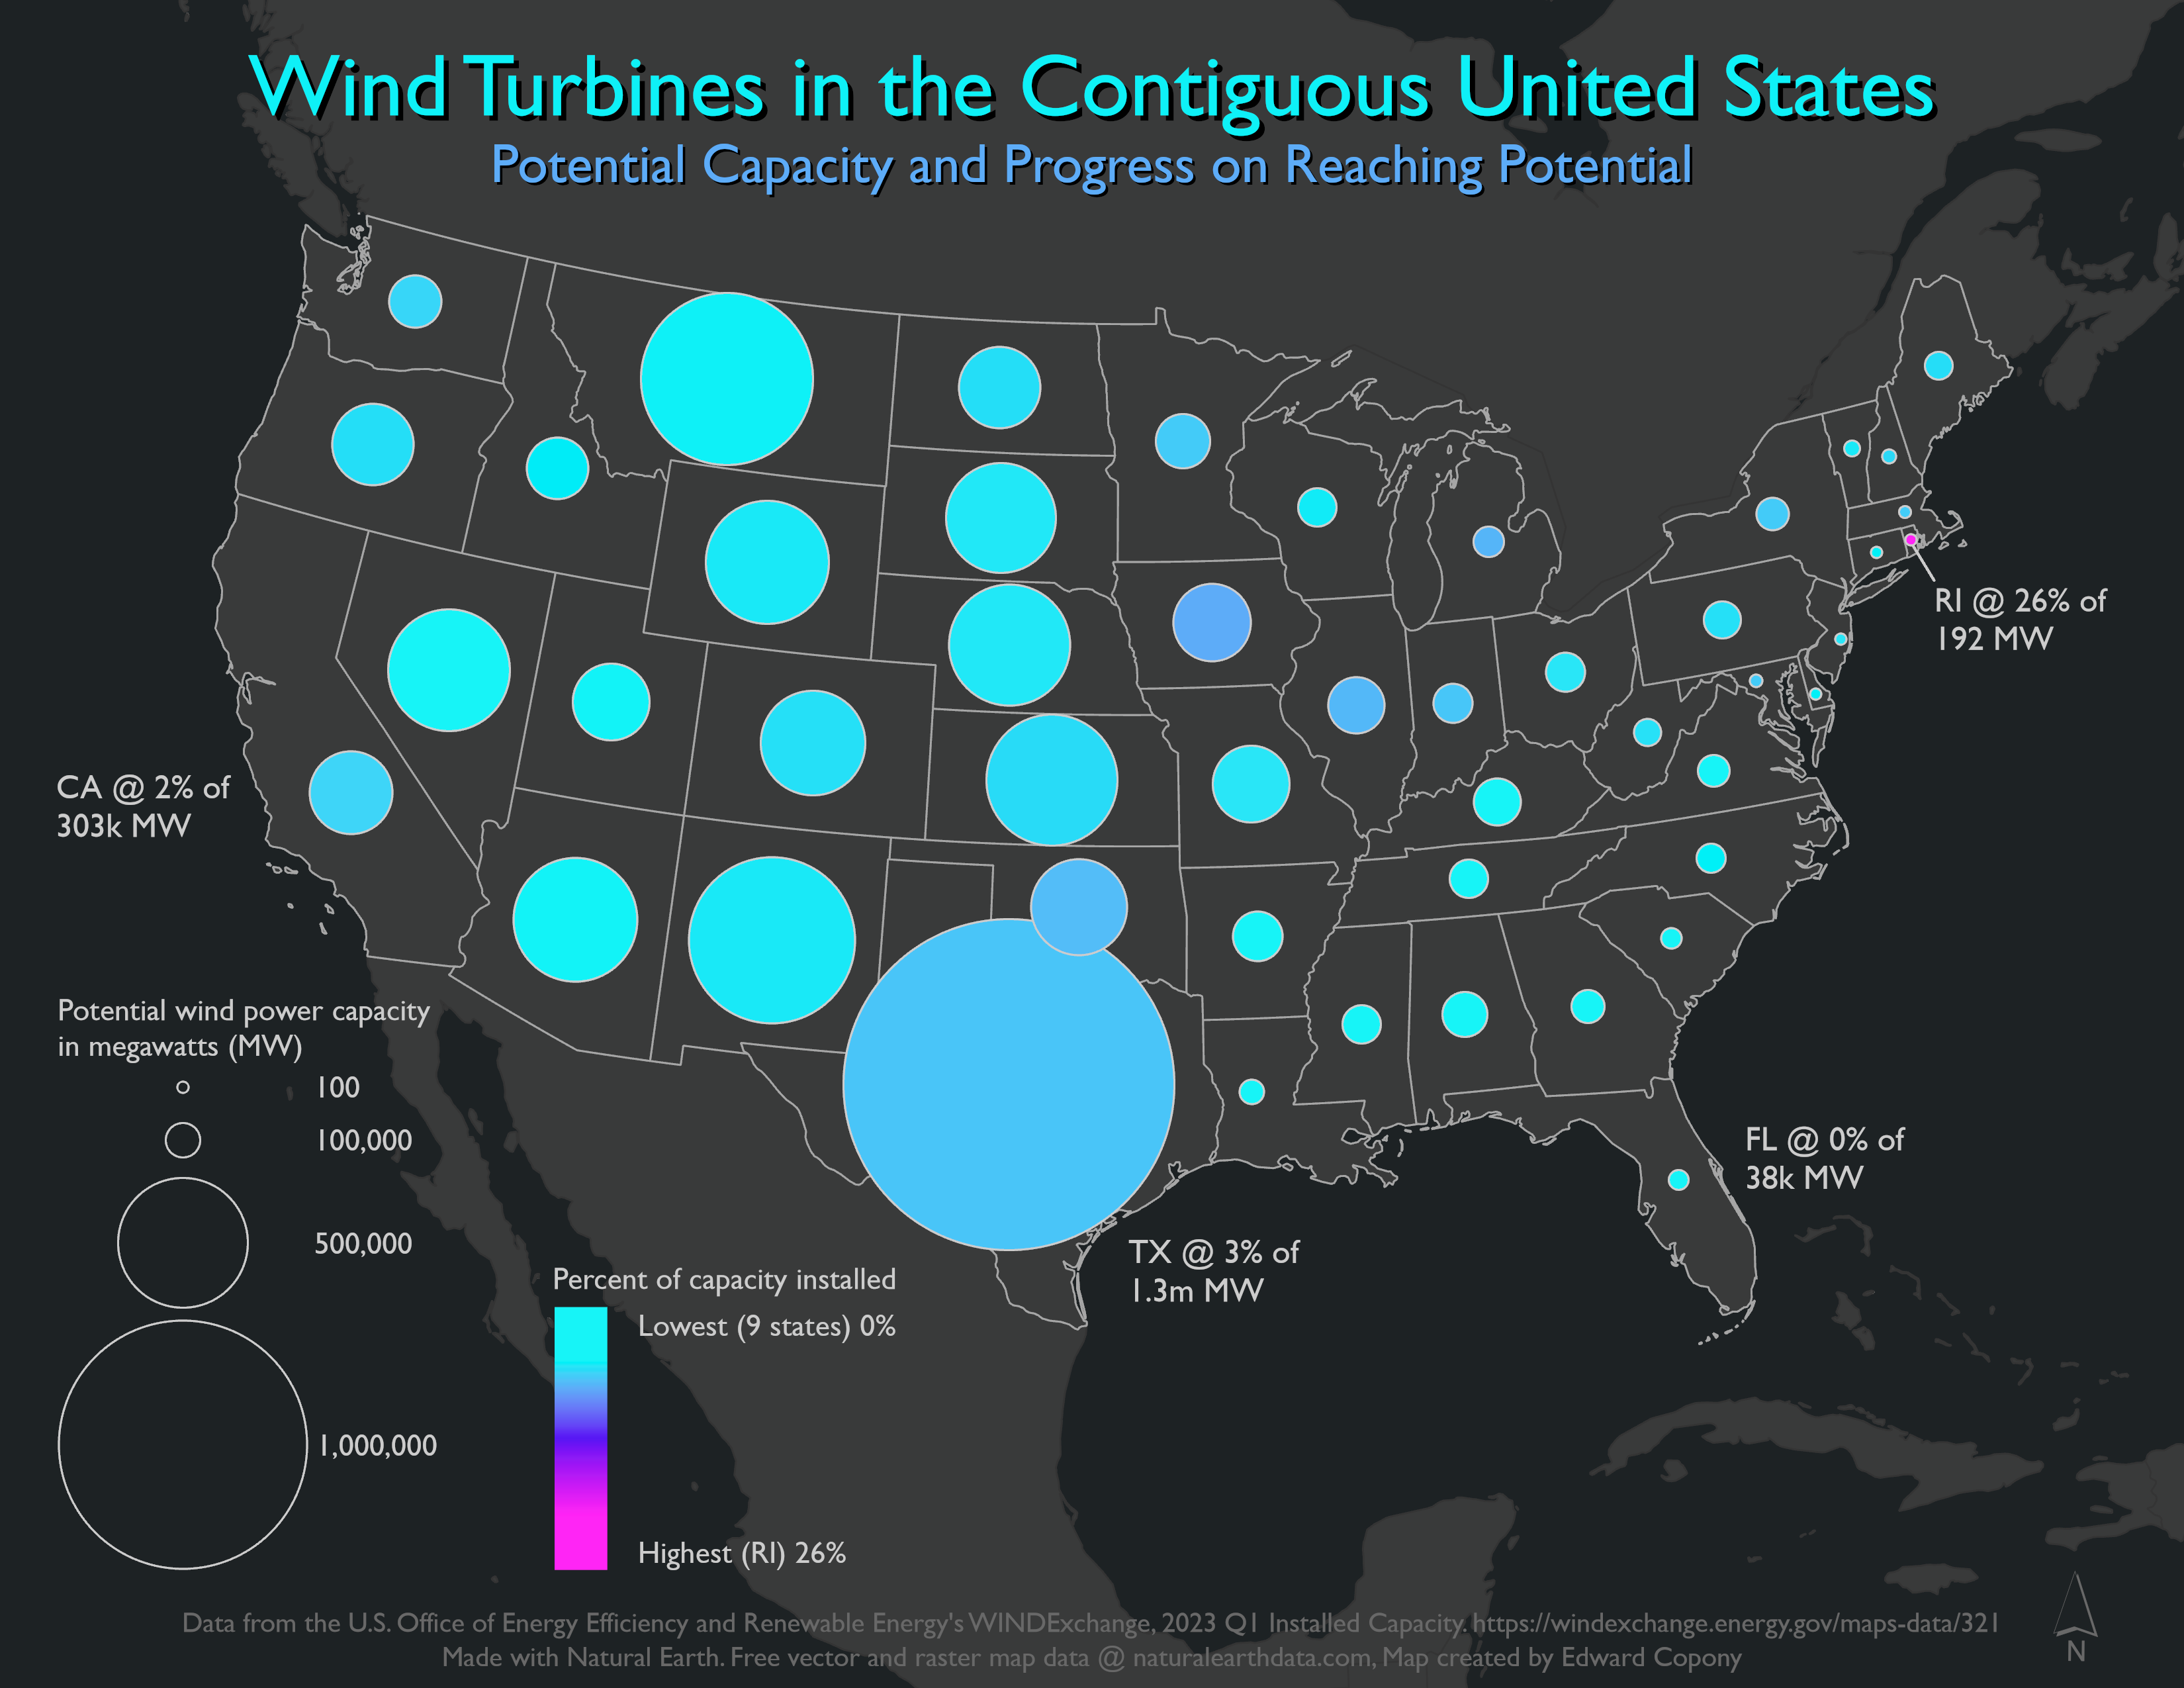 Wind Turbines in the Contiguous United States
Potential Capacity and Progress on Reaching Potential
RI @ 26% of
192 MW
CA @ 2% of
303k MW
Potential wind power capacity
in megawatts (MW)
100
100,000
500,000
1,000,000
FL @ 0% of
38k MW
TX @ 3% of
1.3m MW
Percent of capacity installed
Lowest (9 states) 0%
Highest (RI) 26%
Data from the U.S. Office of Energy Efficiency and Renewable Energy's WINDExchange, 2023 Q1 Installed Capacity. https://windexchange.energy.gov/maps-data/321
Made with Natural Earth. Free vector and raster map data @ naturalearthdata.com, Map created by Edward Copony
N